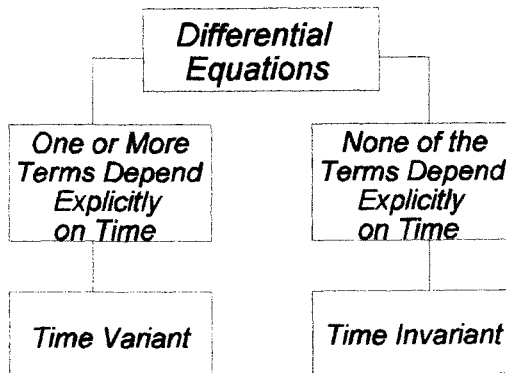 Differential
Equations
One or More
Terms Depend
Explicitly
on Time
None of the
Terms Depend
Explicitly
on Time
Time Variant
Time Invariant